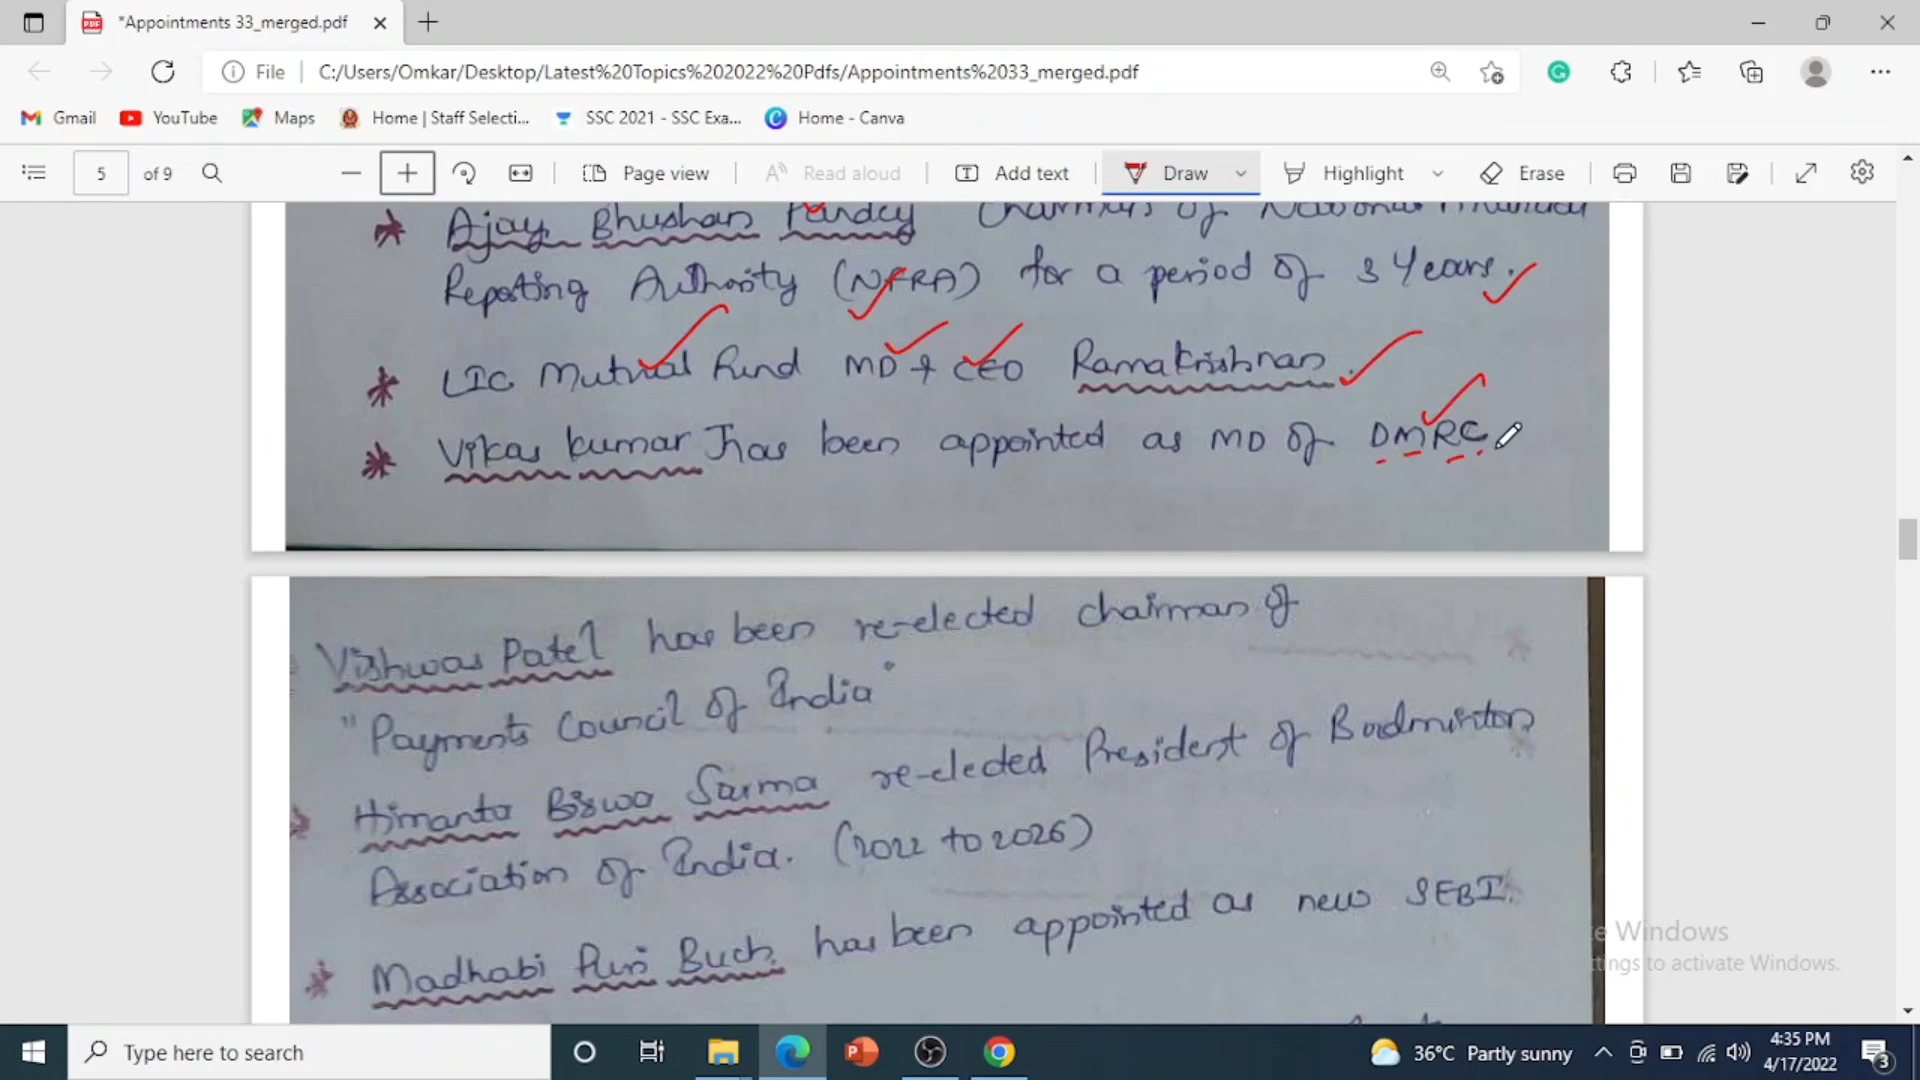 *Appointments 33_merged.pdf
File
C:/Users/Omkar/Desktop/Latest%20Topics%202022%20Pdfs/Appointments%2033_merged.pdf
Gmail YouTube Maps Home | Staff Selecti... SSC 2021 - SSC Exa... Home - Canva
5 of 9 Page view Read aloud Add text Draw Highlight Erase
Ajay Bhushan Pandey Chairman of National Financial
Reporting Authority (NFRA) for a period of 3 Years.
LIC Mutual Fund MD + CEO Ramakrishnan.
Vikas Kumar has been appointed as MD of DMRC
Vishwas Patel has been re-elected chairman of
"Payments Council of India"
Himanta Biswa Sarma re-elected President of Badminton
Association of India. (2022 to 2026)
Madhabi Puri Buch has been appointed as new SEBI.
Windows
ttings to activate Windows.
Type here to search
36°C Partly sunny
4:35 PM
4/17/2022
3